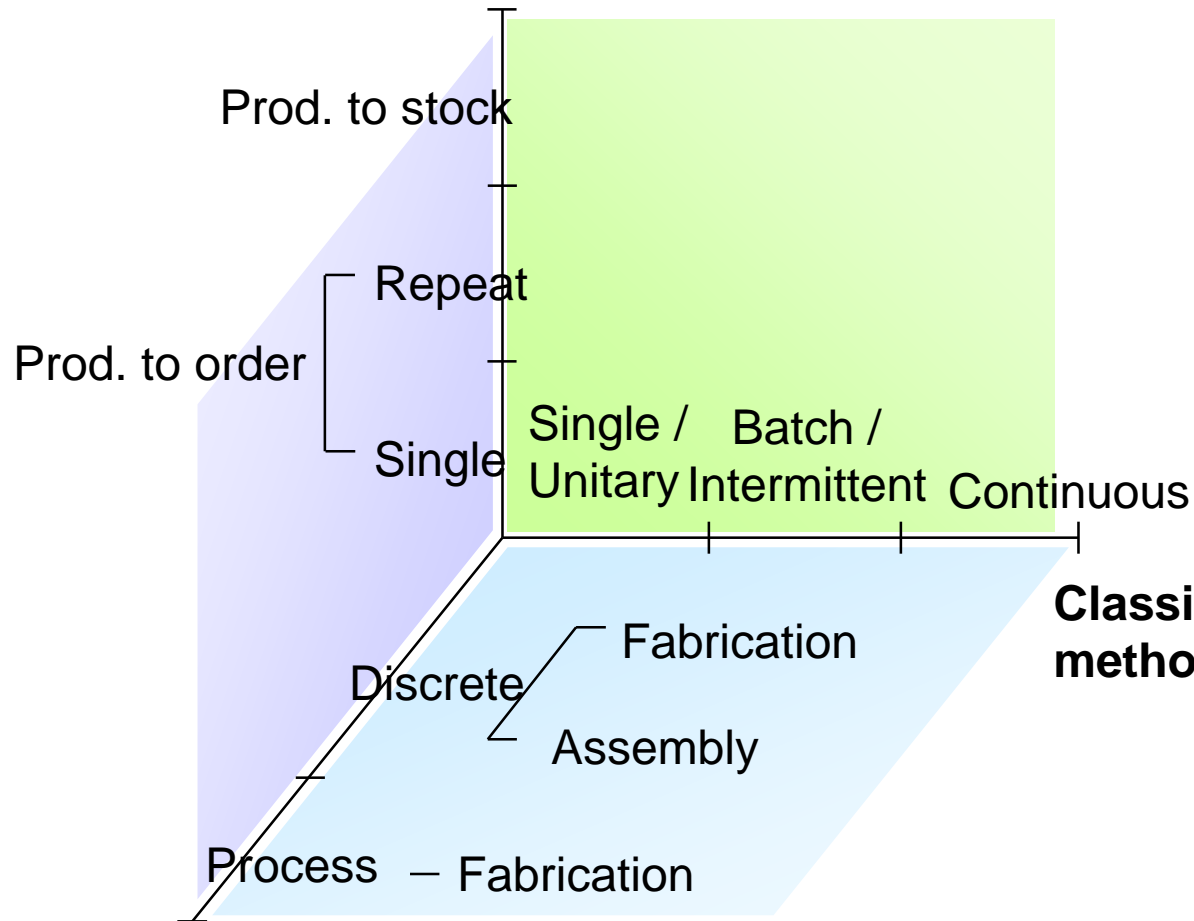 Prod. to stock
Repeat
Prod. to order
Single
Single /
Unitary
Batch /
Intermittent
Continuous
Fabrication
Discrete
Assembly
Process – Fabrication